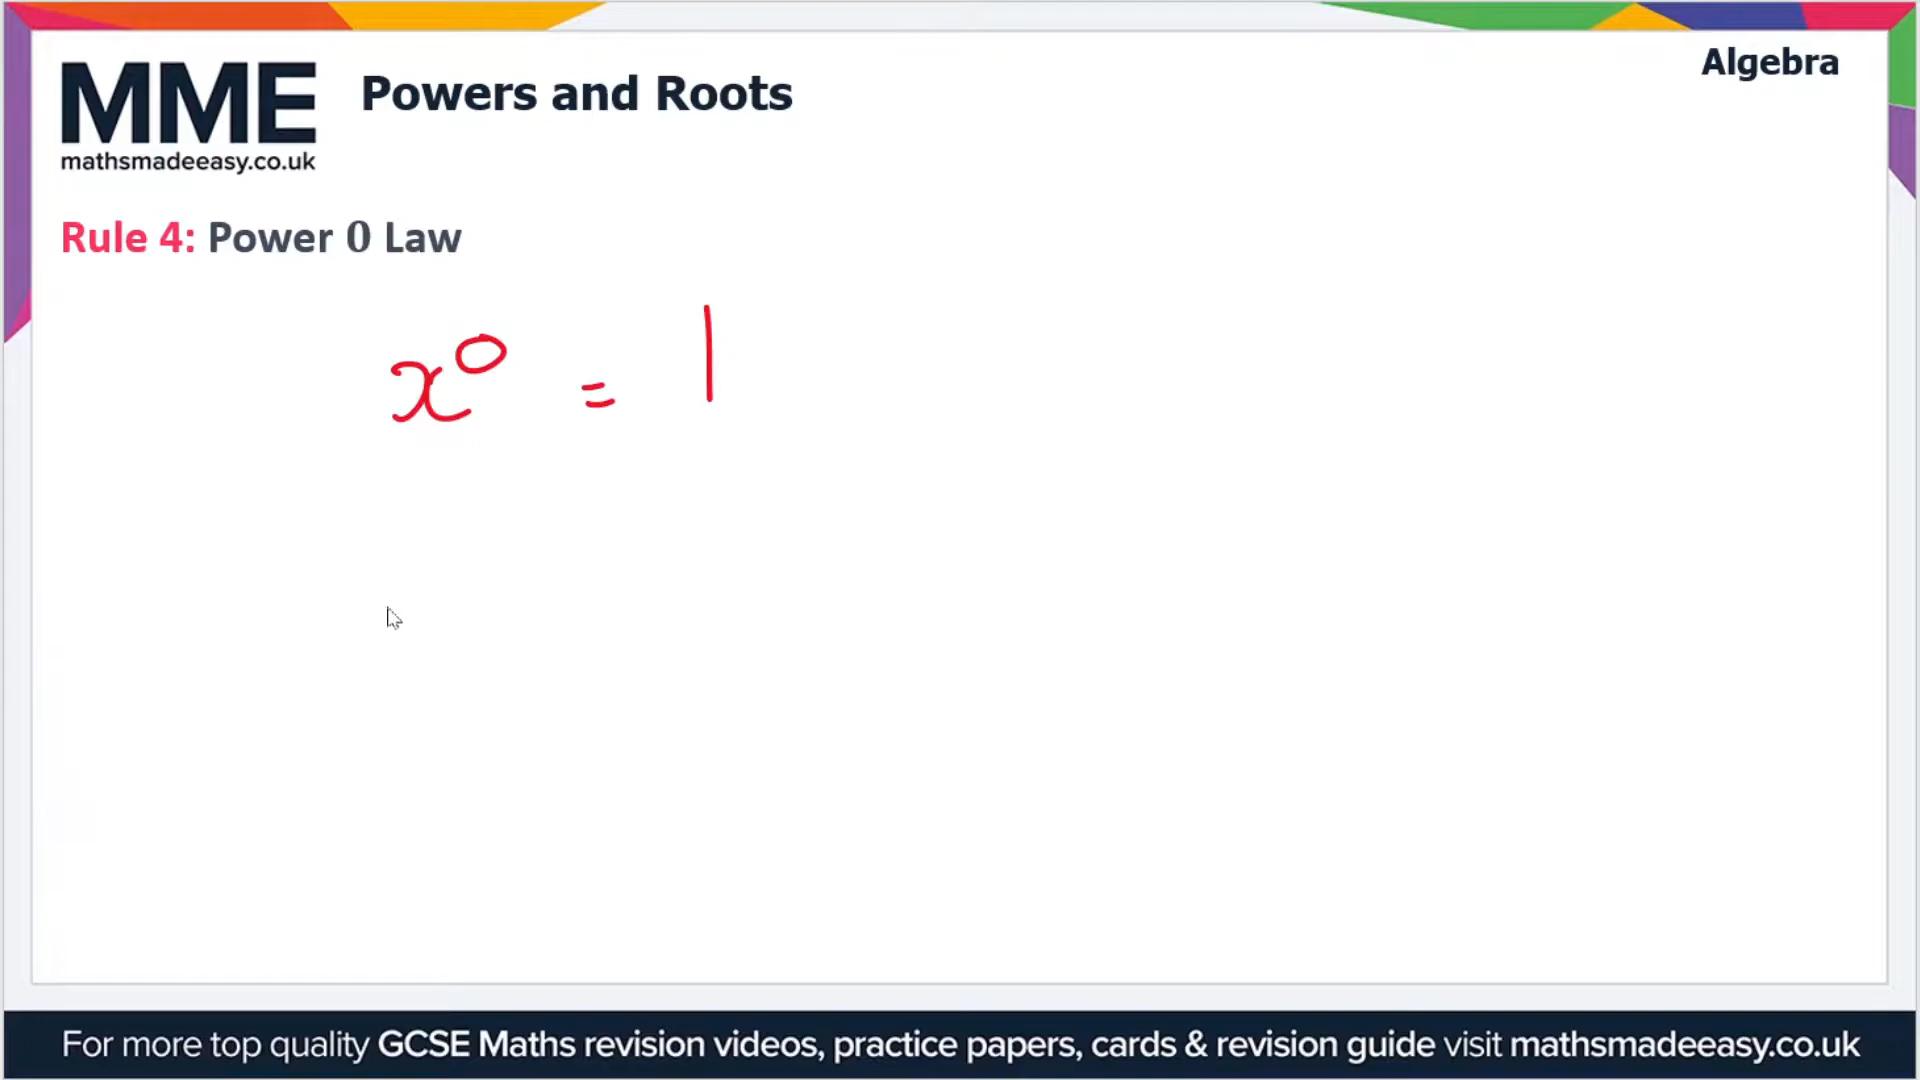 Algebra
MME
mathsmadeeasy.co.uk
Powers and Roots
Rule 4: Power 0 Law
x⁰ = 1
For more top quality GCSE Maths revision videos, practice papers, cards & revision guide visit mathsmadeeasy.co.uk